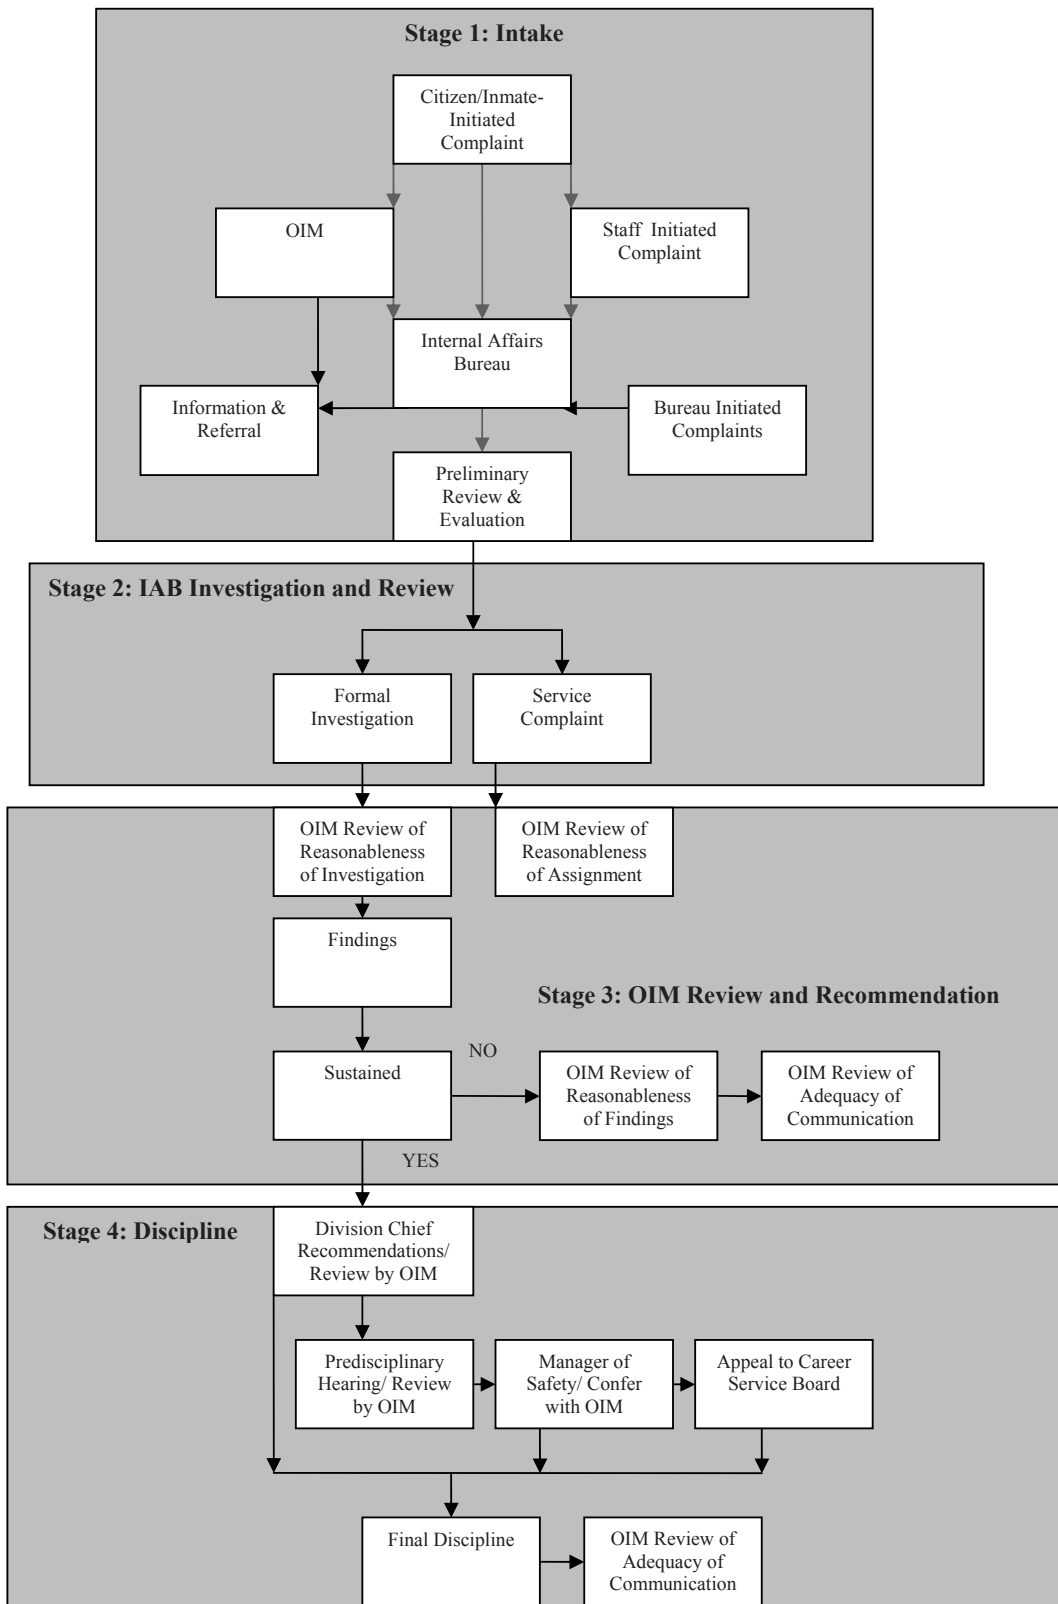 Stage 1: Intake
Citizen/Inmate-
Initiated
Complaint
OIM
Staff Initiated
Complaint
Internal Affairs
Bureau
Information &
Referral
Bureau Initiated
Complaints
Preliminary
Review &
Evaluation
Stage 2: IAB Investigation and Review
Formal
Investigation
Service
Complaint
OIM Review of
Reasonableness
of Investigation
OIM Review of
Reasonableness
of Assignment
Findings
Stage 3: OIM Review and Recommendation
Sustained
NO
OIM Review of
Reasonableness
of Findings
OIM Review of
Adequacy of
Communication
YES
Stage 4: Discipline
Division Chief
Recommendations/
Review by OIM
Predisciplinary
Hearing/ Review
by OIM
Manager of
Safety/ Confer
with OIM
Appeal to Career
Service Board
Final Discipline
OIM Review of
Adequacy of
Communication